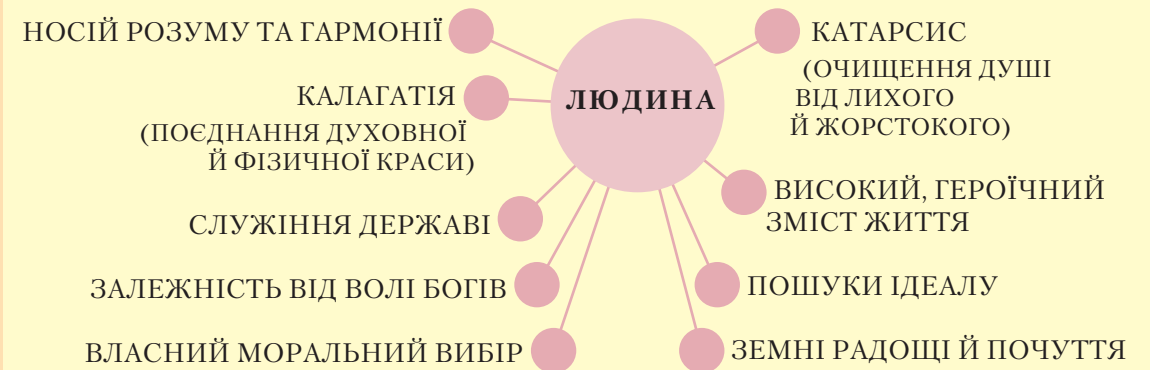 НОСІЙ РОЗУМУ ТА ГАРМОНІЇ
КАЛАГАТІЯ
(ПОЄДНАННЯ ДУХОВНОЇ
Й ФІЗИЧНОЇ КРАСИ)
СЛУЖІННЯ ДЕРЖАВІ
ЗАЛЕЖНІСТЬ ВІД ВОЛІ БОГІВ
ВЛАСНИЙ МОРАЛЬНИЙ ВИБІР
ЛЮДИНА
КАТАРСИС
(ОЧИЩЕННЯ ДУШІ
ВІД ЛИХОГО
Й ЖОРСТОКОГО)
ВИСОКИЙ, ГЕРОЇЧНИЙ
ЗМІСТ ЖИТТЯ
ПОШУКИ ІДЕАЛУ
ЗЕМНІ РАДОЩІ Й ПОЧУТТЯ